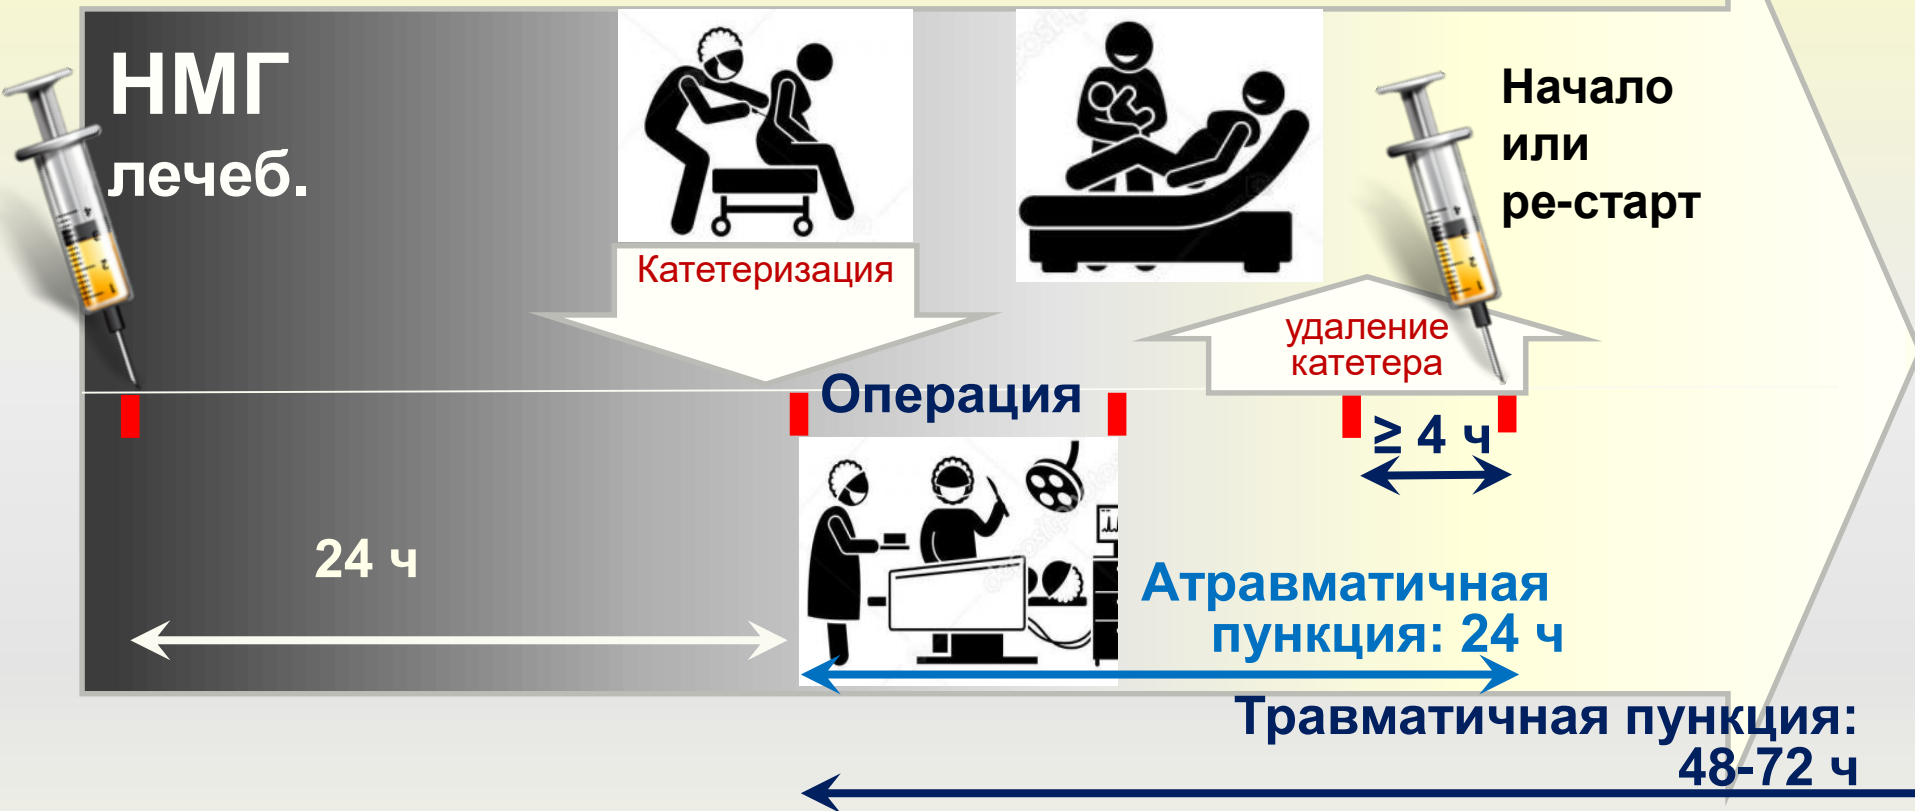 НМГ
лечеб.
Начало
или
ре-старт
Катетеризация
удаление
катетера
Операция
≥ 4 ч
24 ч
Атравматичная
пункция: 24 ч
Травматичная пункция:
48-72 ч